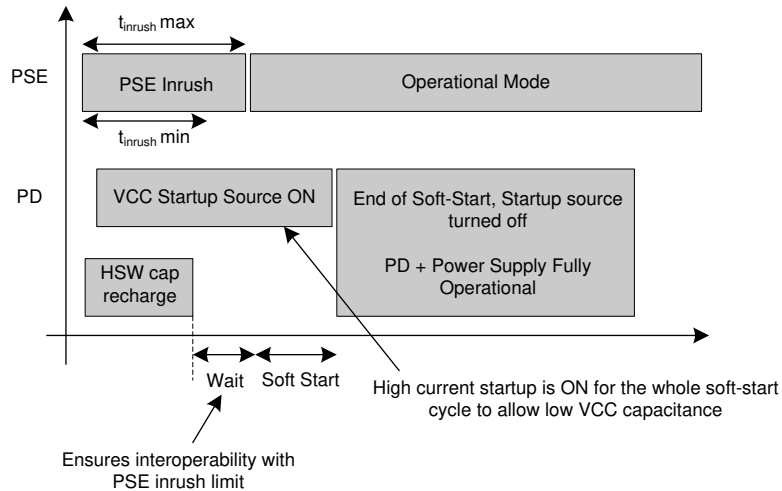 t_inrush max
PSE
PSE Inrush
Operational Mode
t_inrush min
PD
VCC Startup Source ON
End of Soft-Start, Startup source
turned off
PD + Power Supply Fully
Operational
HSW cap
recharge
Wait
Soft Start
High current startup is ON for the whole soft-start
cycle to allow low VCC capacitance
Ensures interoperability with
PSE inrush limit